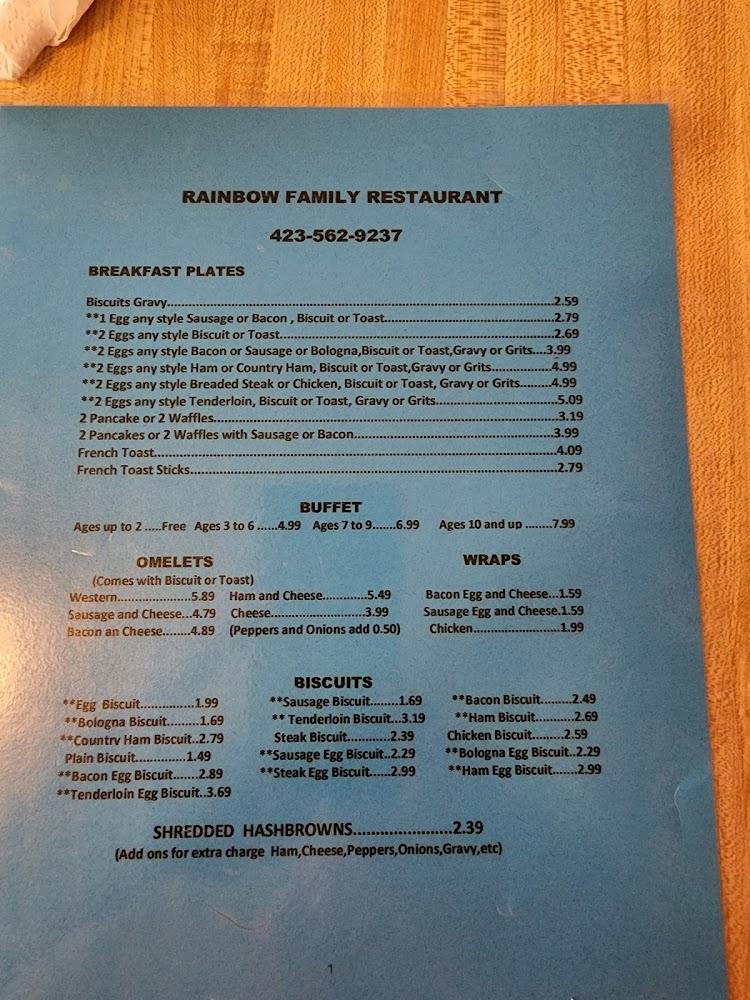 RAINBOW FAMILY RESTAURANT
423-562-9237
BREAKFAST PLATES
Biscuits Gravy..........2.59
**1 Egg any style Sausage or Bacon , Biscuit or Toast..........2.79
**2 Eggs any style Biscuit or Toast..........2.69
**2 Eggs any style Bacon or Sausage or Bologna,Biscuit or Toast,Gravy or Grits....3.99
**2 Eggs any style Ham or Country Ham, Biscuit or Toast,Gravy or Grits..........4.99
**2 Eggs any style Breaded Steak or Chicken, Biscuit or Toast, Gravy or Grits.......4.99
**2 Eggs any style Tenderloin, Biscuit or Toast, Gravy or Grits..........5.09
2 Pancake or 2 Waffles..........3.19
2 Pancakes or 2 Waffles with Sausage or Bacon..........3.99
French Toast..........4.09
French Toast Sticks..........2.79
BUFFET
Ages up to 2 .....Free Ages 3 to 6 ......4.99 Ages 7 to 9.......6.99 Ages 10 and up ........7.99
OMELETS
(Comes with Biscuit or Toast)
Western..........5.89 Ham and Cheese..........5.49
Sausage and Cheese...4.79 Cheese..........3.99
Bacon an Cheese........4.89 (Peppers and Onions add 0.50)
WRAPS
Bacon Egg and Cheese...1.59
Sausage Egg and Cheese.1.59
Chicken..........1.99
BISCUITS
**Egg Biscuit..........1.99 **Sausage Biscuit........1.69 **Bacon Biscuit........2.49
**Bologna Biscuit.........1.69 ** Tenderloin Biscuit...3.19 **Ham Biscuit..........2.69
**Country Ham Biscuit..2.79 Steak Biscuit..........2.39 Chicken Biscuit.......2.59
Plain Biscuit..........1.49 **Sausage Egg Biscuit..2.29 **Bologna Egg Biscuit..2.29
**Bacon Egg Biscuit.......2.89 **Steak Egg Biscuit.....2.99 **Ham Egg Biscuit.......2.99
**Tenderloin Egg Biscuit..3.69
SHREDDED HASHBROWNS..........2.39
(Add ons for extra charge Ham,Cheese,Peppers,Onions,Gravy,etc)
1